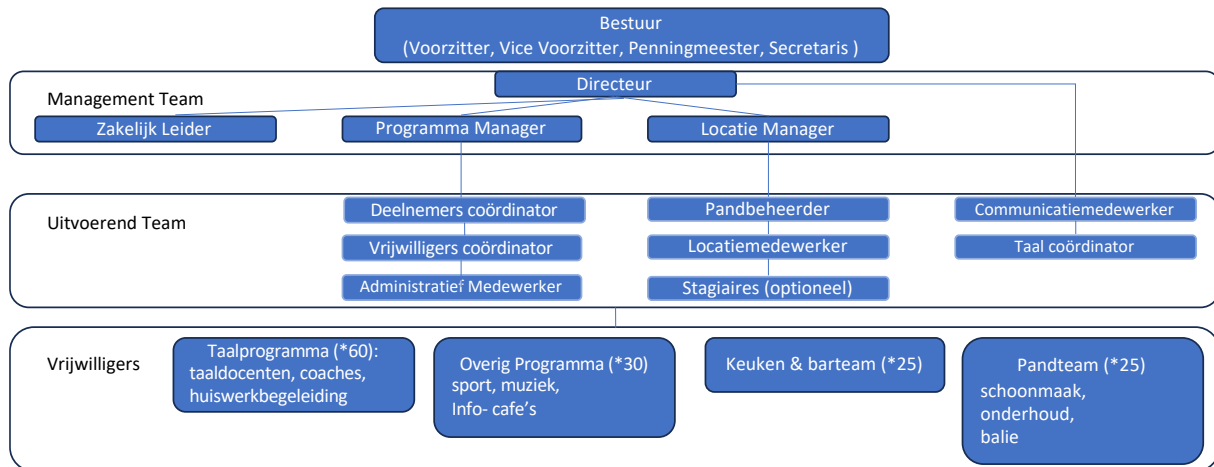 Bestuur
(Voorzitter, Vice Voorzitter, Penningmeester, Secretaris )
Directeur
Management Team
Zakelijk Leider
Programma Manager
Locatie Manager
Uitvoerend Team
Deelnemers coördinator
Pandbeheerder
Communicatiemedewerker
Vrijwilligers coördinator
Locatiemedewerker
Taal coördinator
Administratief Medewerker
Stagiaires (optioneel)
Vrijwilligers
Taalprogramma (*60):
taaldocenten, coaches,
huiswerkbegeleiding
Overig Programma (*30)
sport, muziek,
Info- cafe’s
Keuken & barteam (*25)
Pandteam (*25)
schoonmaak,
onderhoud,
balie